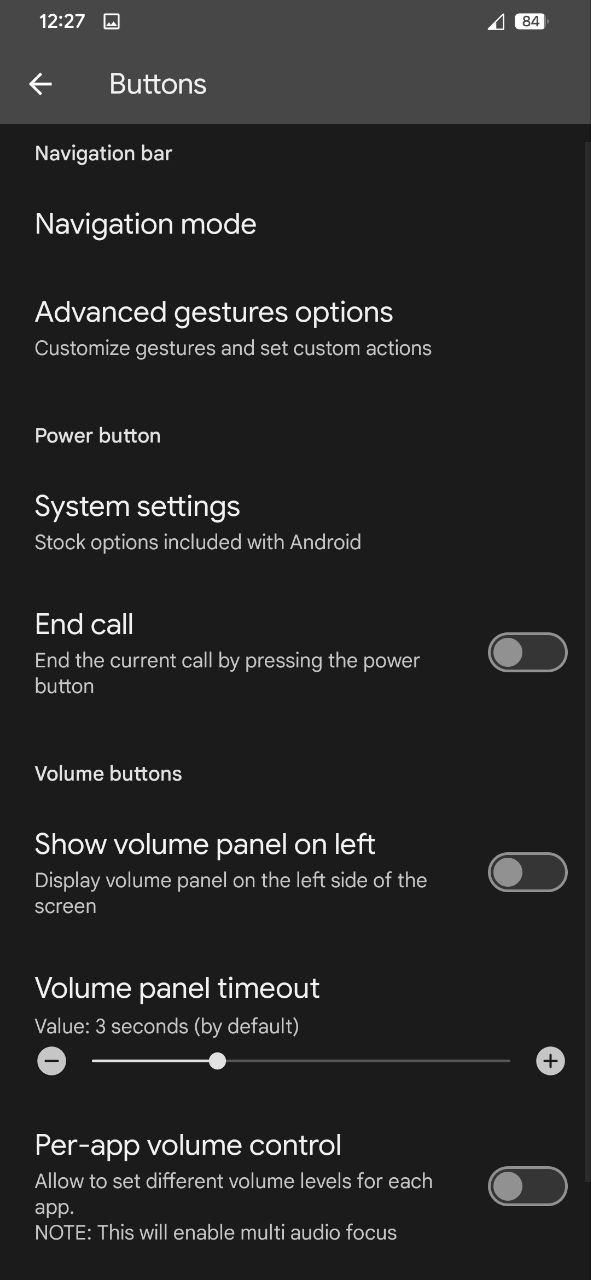 12:27
84
Buttons
Navigation bar
Navigation mode
Advanced gestures options
Customize gestures and set custom actions
Power button
System settings
Stock options included with Android
End call
End the current call by pressing the power
button
Volume buttons
Show volume panel on left
Display volume panel on the left side of the
screen
Volume panel timeout
Value: 3 seconds (by default)
Per-app volume control
Allow to set different volume levels for each
app.
NOTE: This will enable multi audio focus